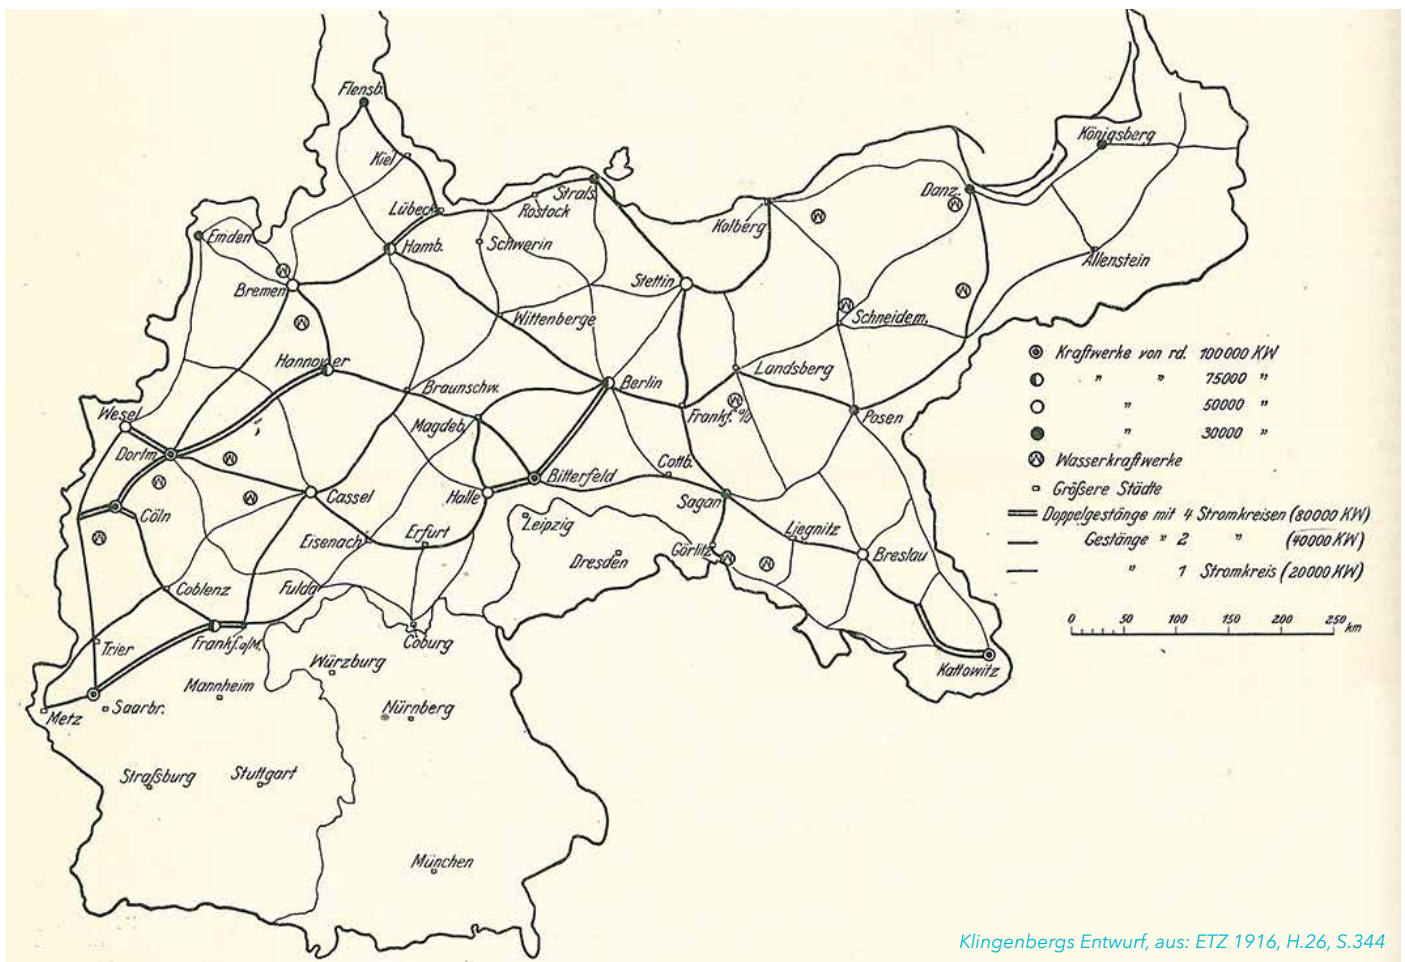 Flensb.
Kiel
Königsberg
Lübeck
Strals.
Rostock
Danz.
Kolberg
Emden
Hamb.
Schwerin
Allenstein
Bremen
Stettin
Wittenberge
Schneidem.
Hannover
Landsberg
Braunschw.
Berlin
Wesel
Magdeb.
Frankf. a/O
Posen
Dortm.
Cottb.
Bitterfeld
Cassel
Halle
Sagan
Cöln
Leipzig
Liegnitz
Eisenach
Erfurt
Dresden
Görlitz
Breslau
Coblenz
Fulda
Trier
Frankf. a/M.
Coburg
Würzburg
Kattowitz
Mannheim
Metz
Saarbr.
Nürnberg
Straßburg
Stuttgart
München
Kraftwerke von rd. 100000 KW
" " 75000 "
" 50000 "
" 30000 "
Wasserkraftwerke
Größere Städte
Doppelgestänge mit 4 Stromkreisen (80000 KW)
Gestänge " 2 " (40000 KW)
" 1 Stromkreis (20000 KW)
0 50 100 150 200 250 km
Klingenbergs Entwurf, aus: ETZ 1916, H.26, S.344